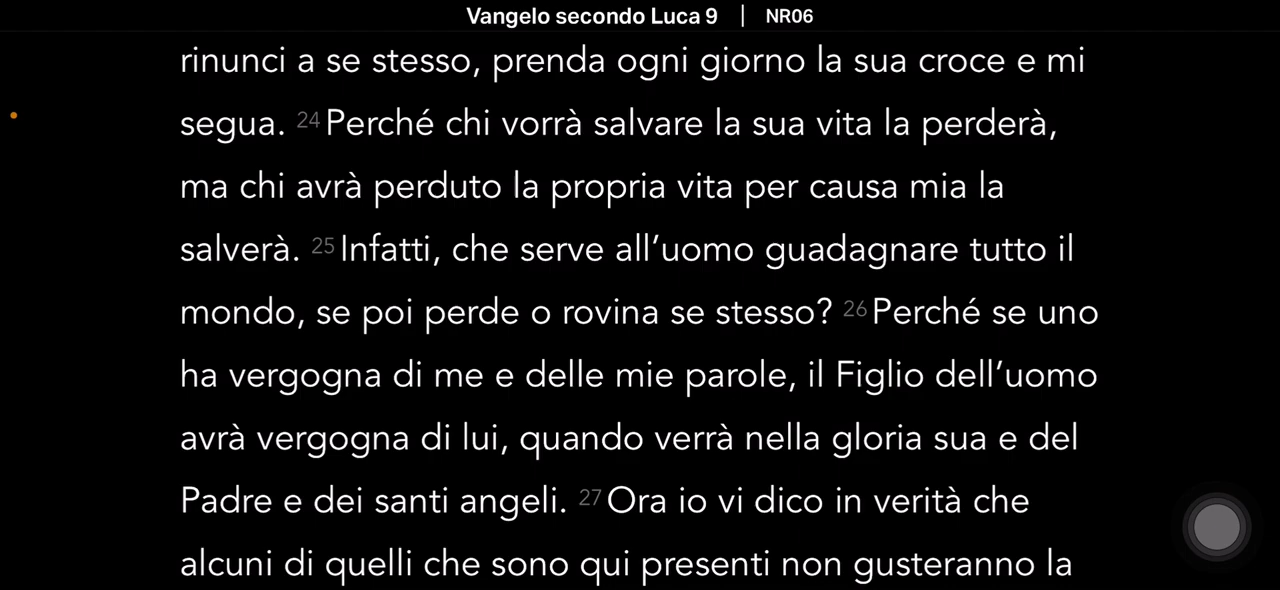 Vangelo secondo Luca 9 | NR06
rinunci a se stesso, prenda ogni giorno la sua croce e mi
segua. 24 Perché chi vorrà salvare la sua vita la perderà,
ma chi avrà perduto la propria vita per causa mia la
salverà. 25 Infatti, che serve all’uomo guadagnare tutto il
mondo, se poi perde o rovina se stesso? 26 Perché se uno
ha vergogna di me e delle mie parole, il Figlio dell’uomo
avrà vergogna di lui, quando verrà nella gloria sua e del
Padre e dei santi angeli. 27 Ora io vi dico in verità che
alcuni di quelli che sono qui presenti non gusteranno la